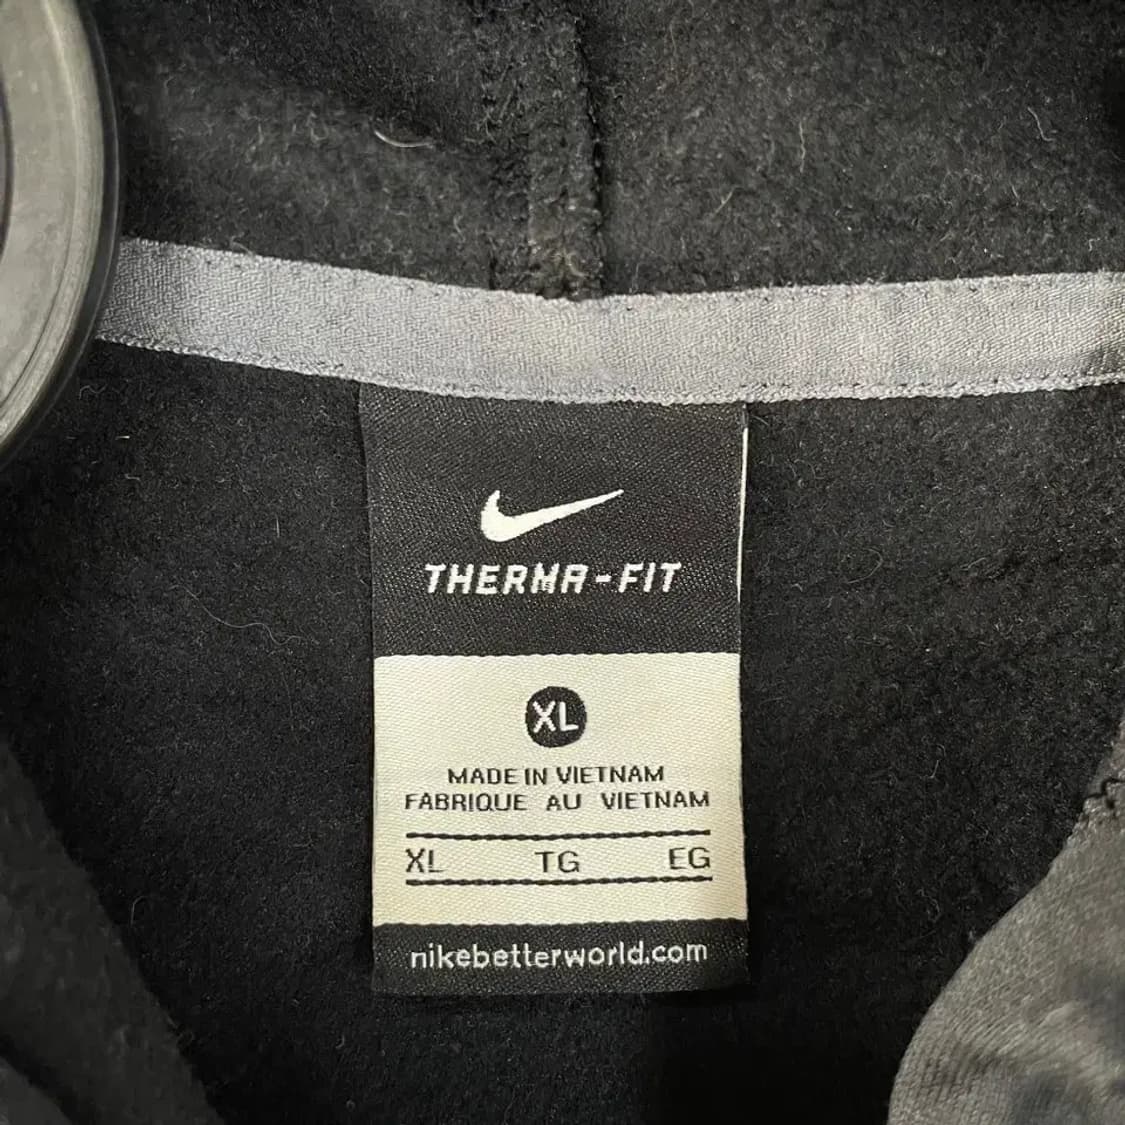 THERMA-FIT
XL
MADE IN VIETNAM
FABRIQUE AU VIETNAM
XL TG EG
nikebetterworld.com